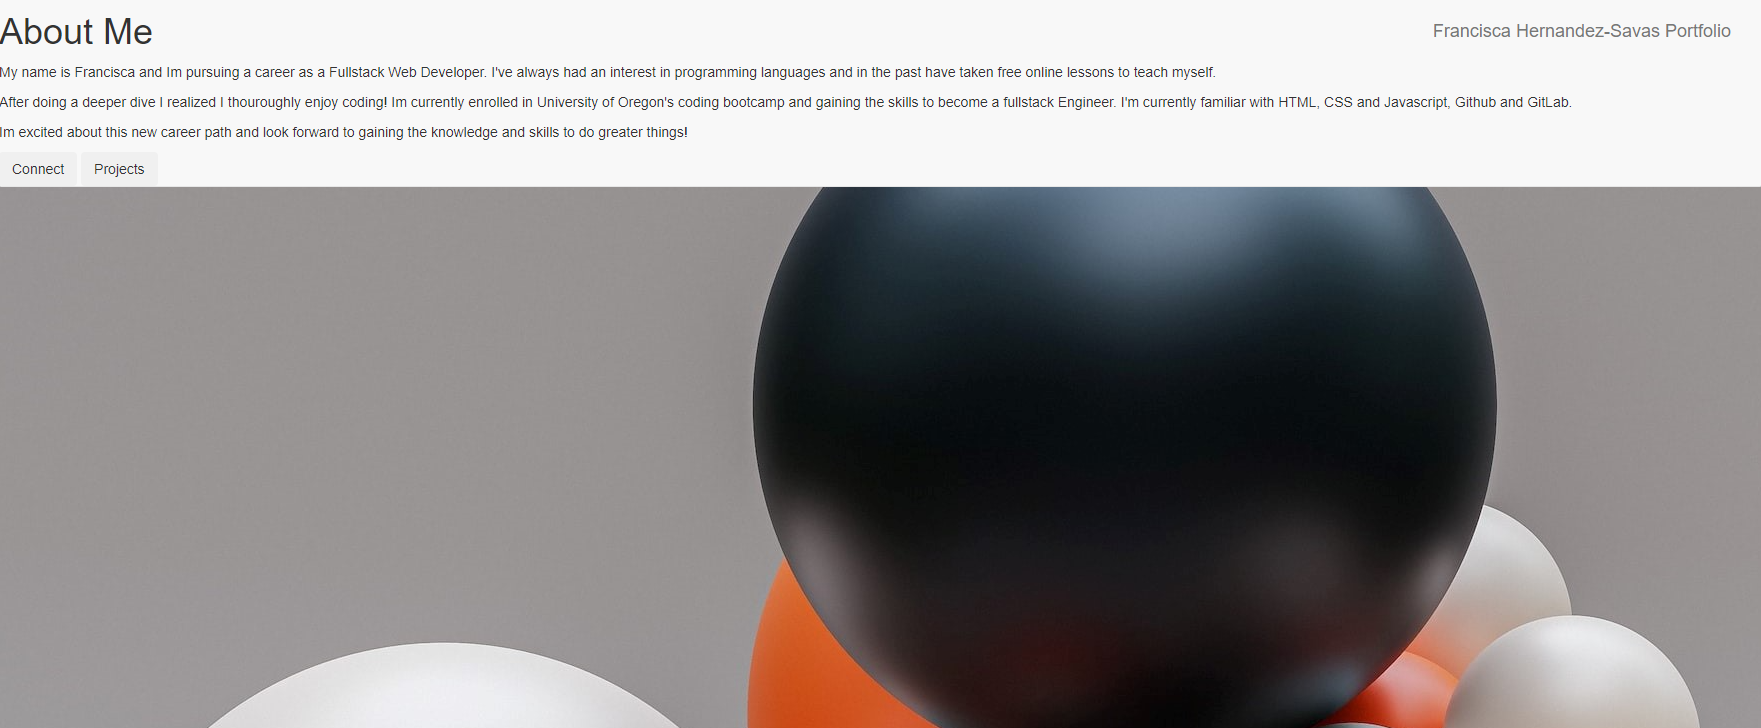 About Me
Francisca Hernandez-Savas Portfolio
My name is Francisca and Im pursuing a career as a Fullstack Web Developer. I've always had an interest in programming languages and in the past have taken free online lessons to teach myself.
After doing a deeper dive I realized I thouroughly enjoy coding! Im currently enrolled in University of Oregon's coding bootcamp and gaining the skills to become a fullstack Engineer. I'm currently familiar with HTML, CSS and Javascript, Github and GitLab.
Im excited about this new career path and look forward to gaining the knowledge and skills to do greater things!
Connect Projects